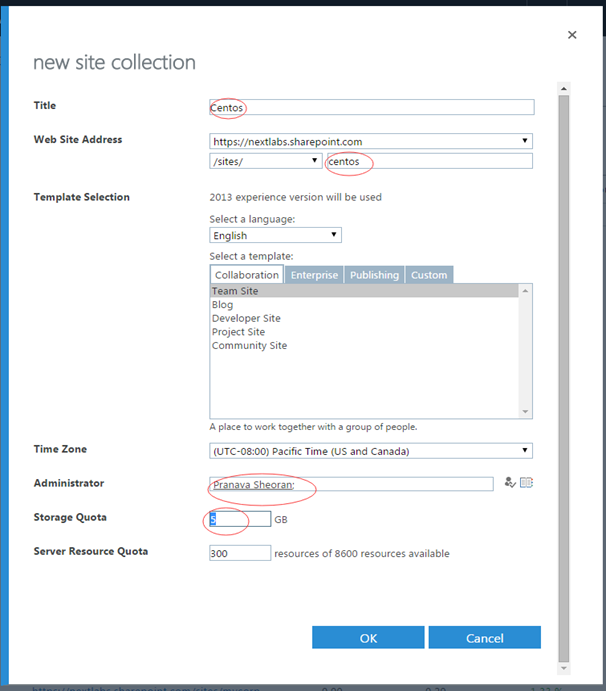 new site collection
Title
Centos
Web Site Address
https://nextlabs.sharepoint.com
/sites/
centos
Template Selection
2013 experience version will be used
Select a language:
English
Select a template:
Collaboration Enterprise Publishing Custom
Team Site
Blog
Developer Site
Project Site
Community Site
A place to work together with a group of people.
Time Zone
(UTC-08:00) Pacific Time (US and Canada)
Administrator
Pranava Sheoran;
Storage Quota
5 GB
Server Resource Quota
300 resources of 8600 resources available
OK Cancel